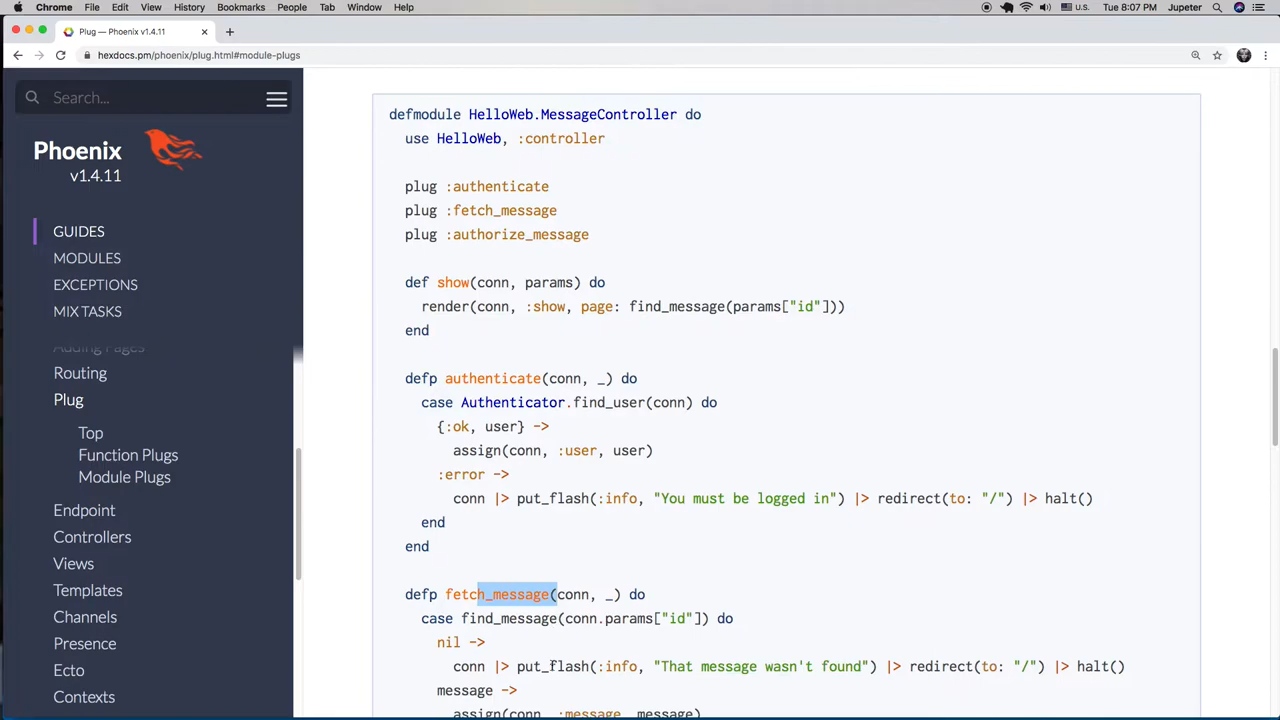 Chrome File Edit View History Bookmarks People Tab Window Help U.S. Tue 8:07 PM Jupeter
Plug — Phoenix v1.4.11
hexdocs.pm/phoenix/plug.html#module-plugs
Search...
Phoenix
v1.4.11
GUIDES
MODULES
EXCEPTIONS
MIX TASKS
Adding Pages
Routing
Plug
Top
Function Plugs
Module Plugs
Endpoint
Controllers
Views
Templates
Channels
Presence
Ecto
Contexts
defmodule HelloWeb.MessageController do
use HelloWeb, :controller
plug :authenticate
plug :fetch_message
plug :authorize_message
def show(conn, params) do
render(conn, :show, page: find_message(params["id"]))
end
defp authenticate(conn, _) do
case Authenticator.find_user(conn) do
{:ok, user} ->
assign(conn, :user, user)
:error ->
conn |> put_flash(:info, "You must be logged in") |> redirect(to: "/") |> halt()
end
end
defp fetch_message(conn, _) do
case find_message(conn.params["id"]) do
nil ->
conn |> put_flash(:info, "That message wasn't found") |> redirect(to: "/") |> halt()
message ->
assign(conn, :message, message)